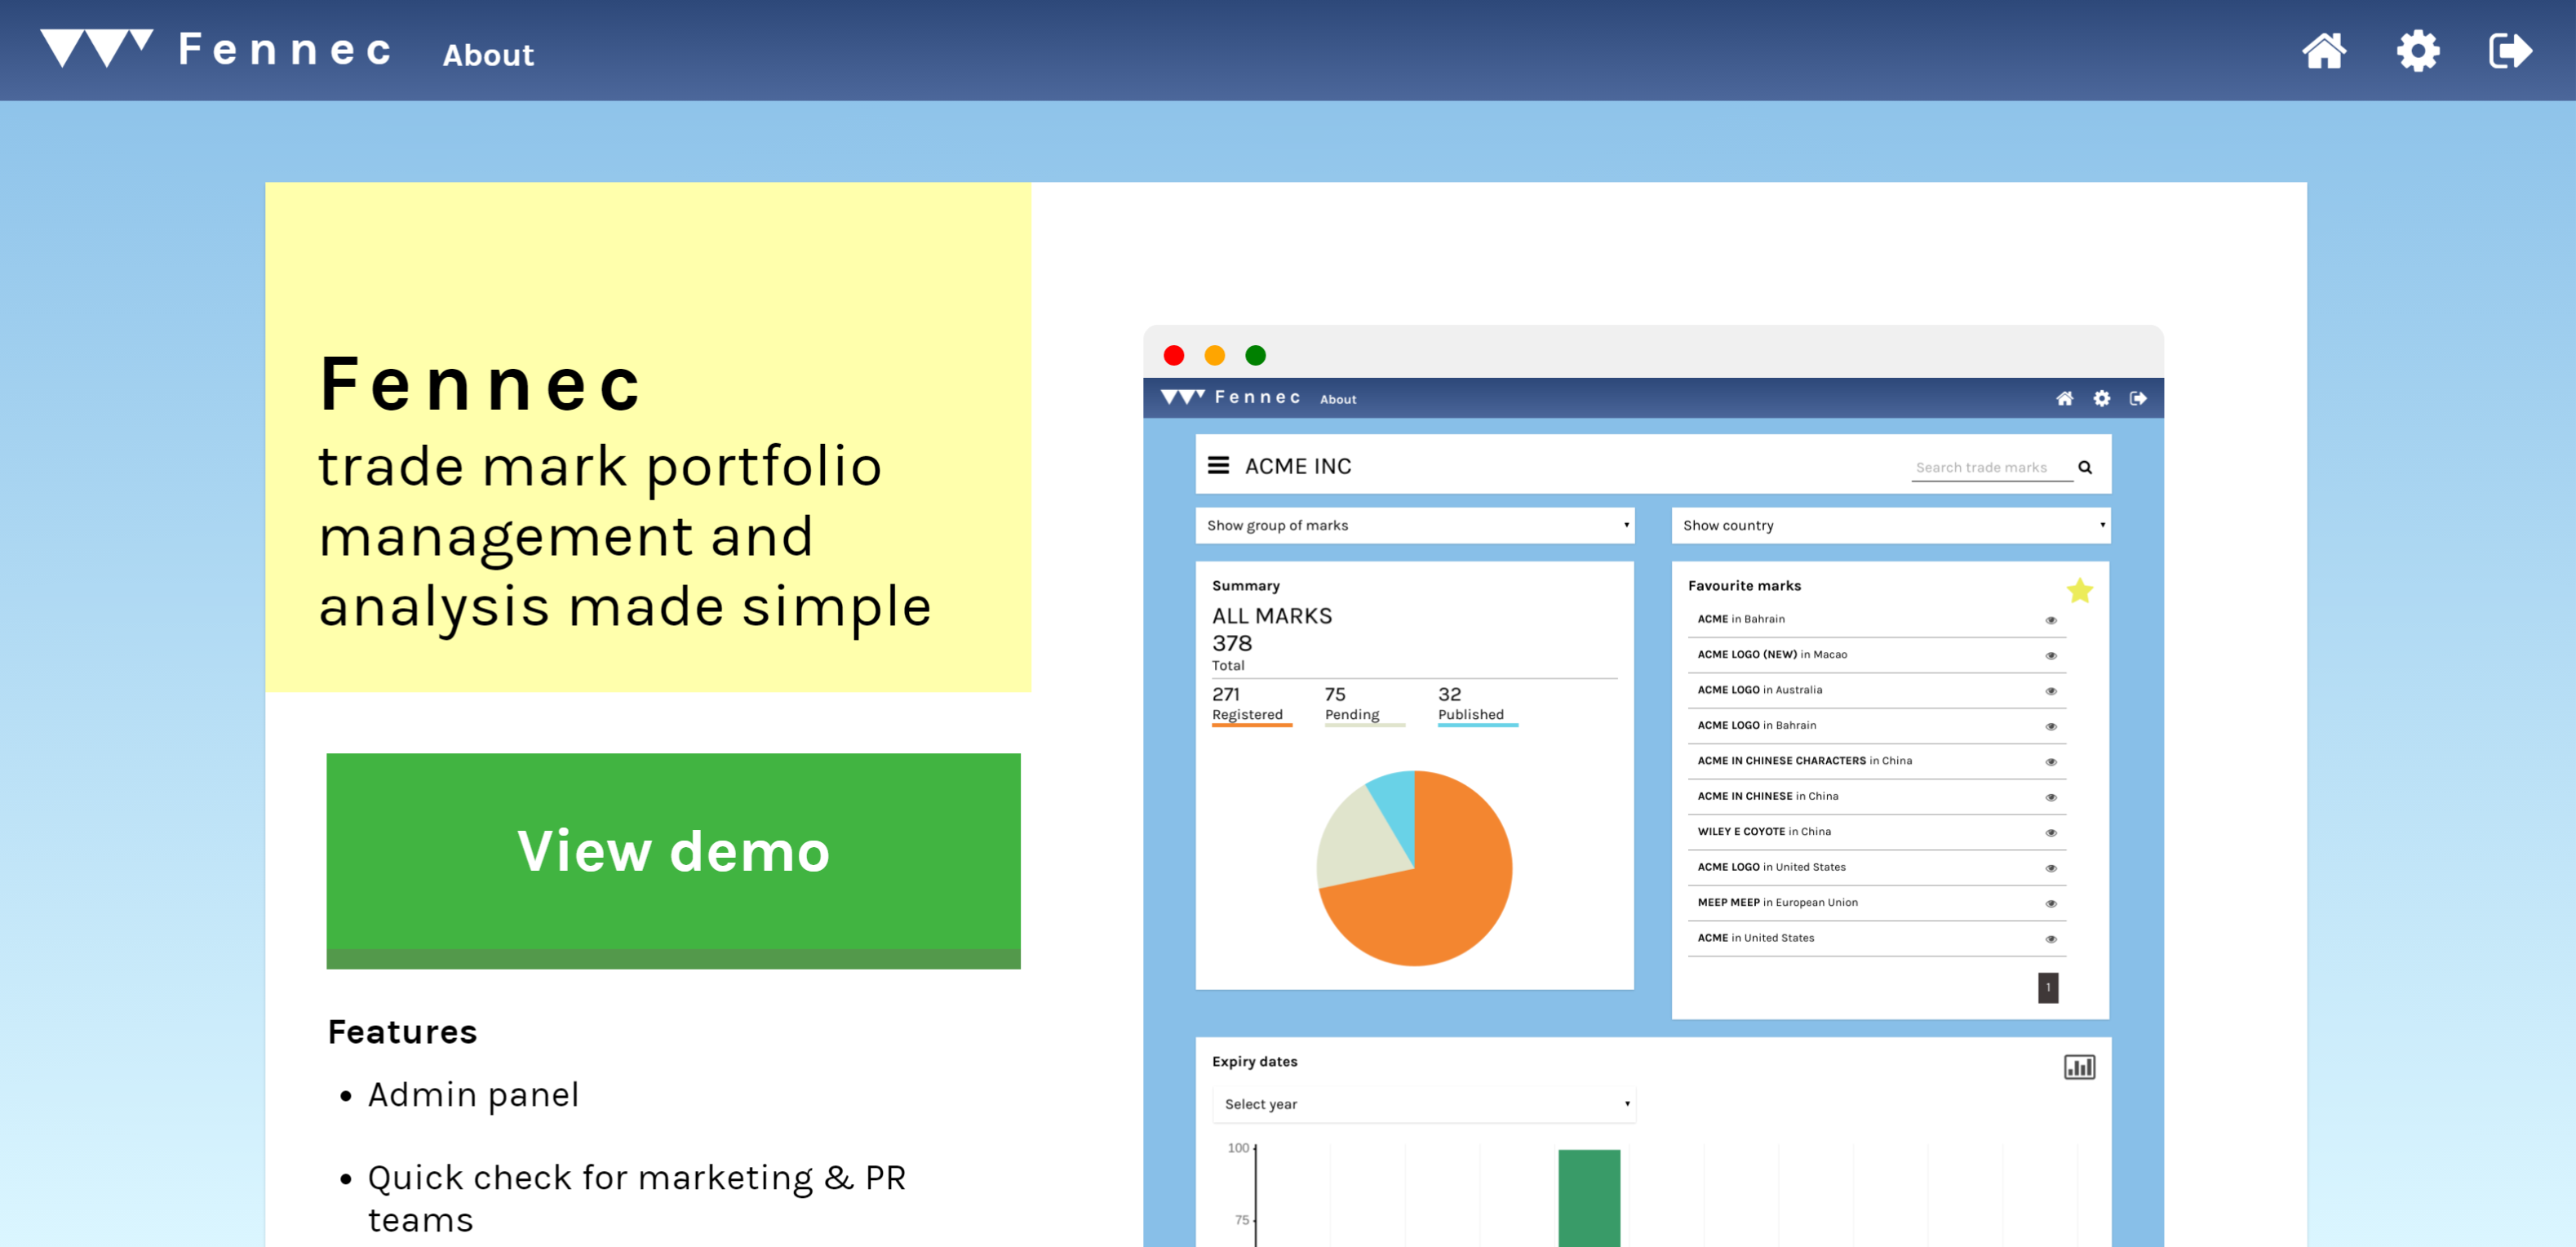 Fennec About
Fennec
trade mark portfolio
management and
analysis made simple
View demo
Features
Admin panel
Quick check for marketing & PR
teams
Fennec About
ACME INC
Search trade marks
Show group of marks
Show country
Summary
ALL MARKS
378
Total
271 75 32
Registered Pending Published
Favourite marks
ACME in Bahrain
ACME LOGO (NEW) in Macao
ACME LOGO in Australia
ACME LOGO in Bahrain
ACME IN CHINESE CHARACTERS in China
ACME IN CHINESE in China
WILEY E COYOTE in China
ACME LOGO in United States
MEEP MEEP in European Union
ACME in United States
1
Expiry dates
Select year
100
75